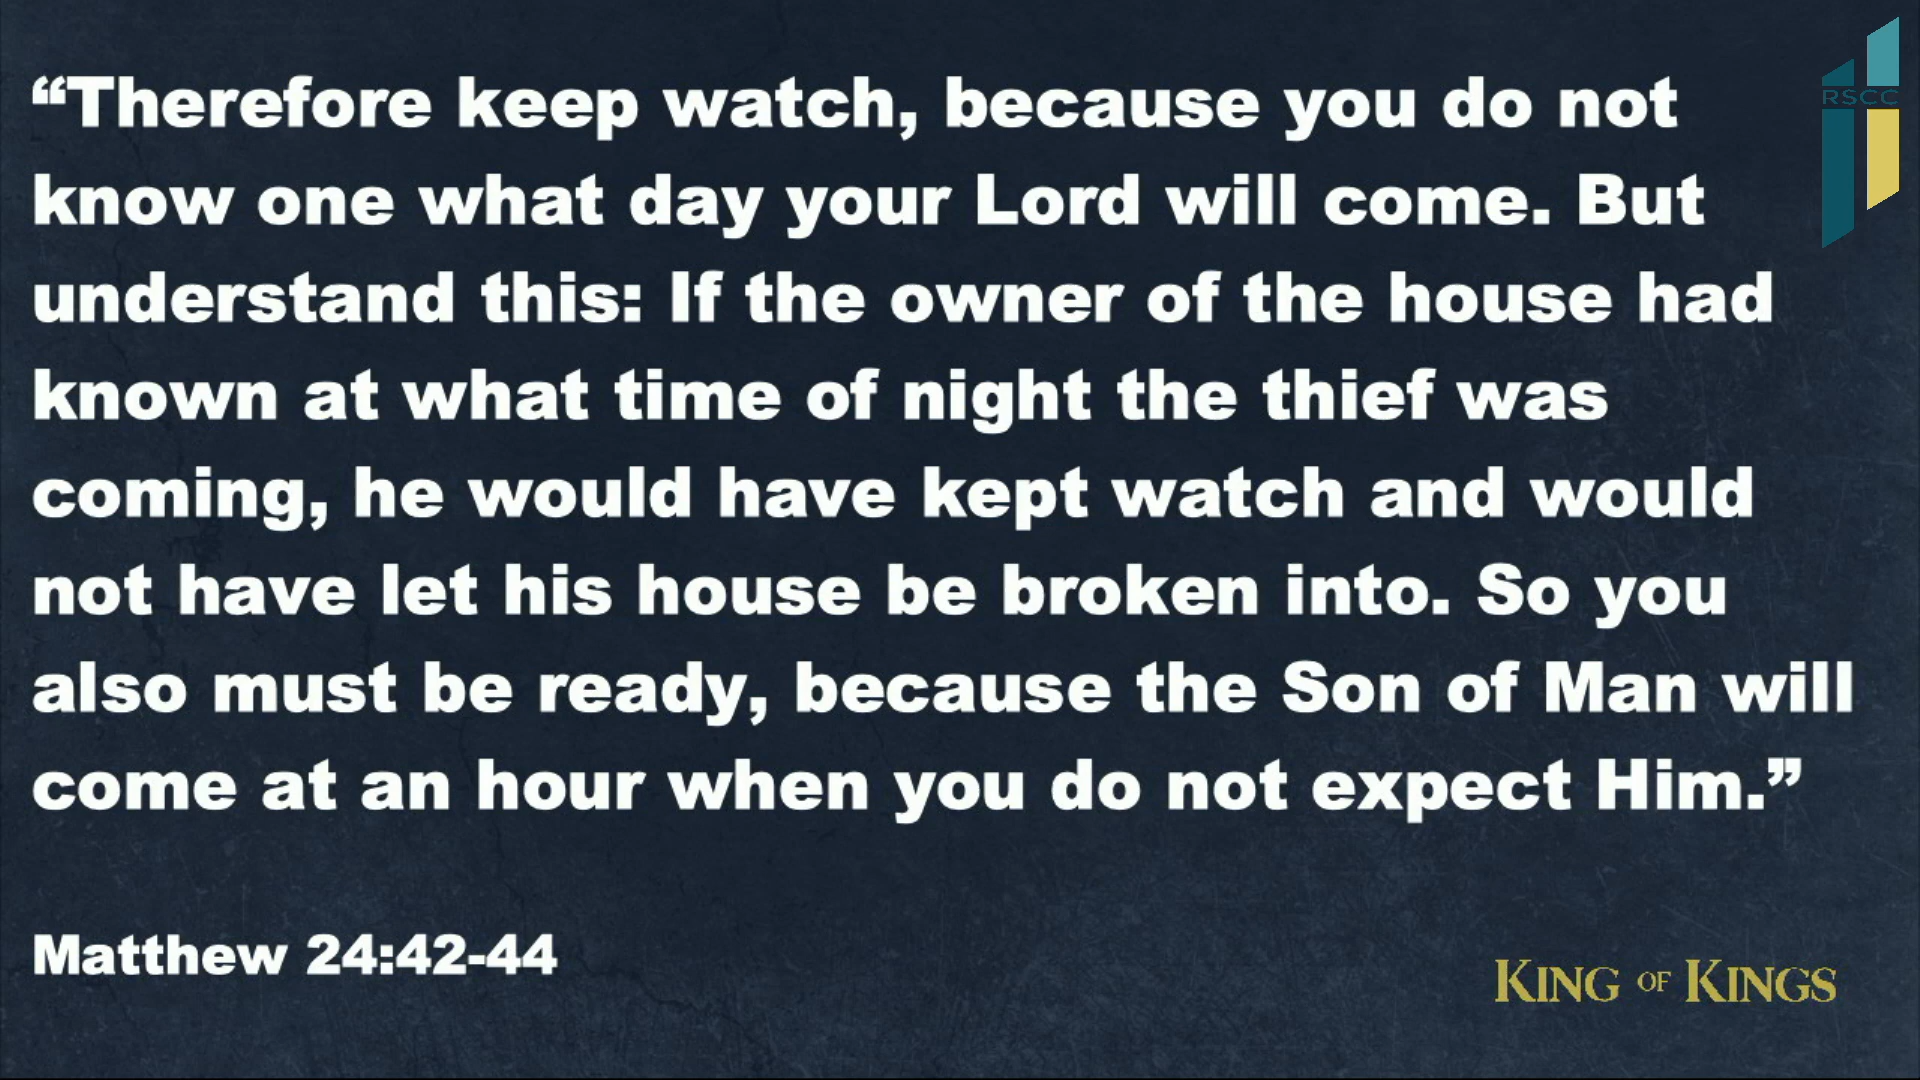 “Therefore keep watch, because you do not
know one what day your Lord will come. But
understand this: If the owner of the house had
known at what time of night the thief was
coming, he would have kept watch and would
not have let his house be broken into. So you
also must be ready, because the Son of Man will
come at an hour when you do not expect Him.”
Matthew 24:42-44
RSCC
KING OF KINGS